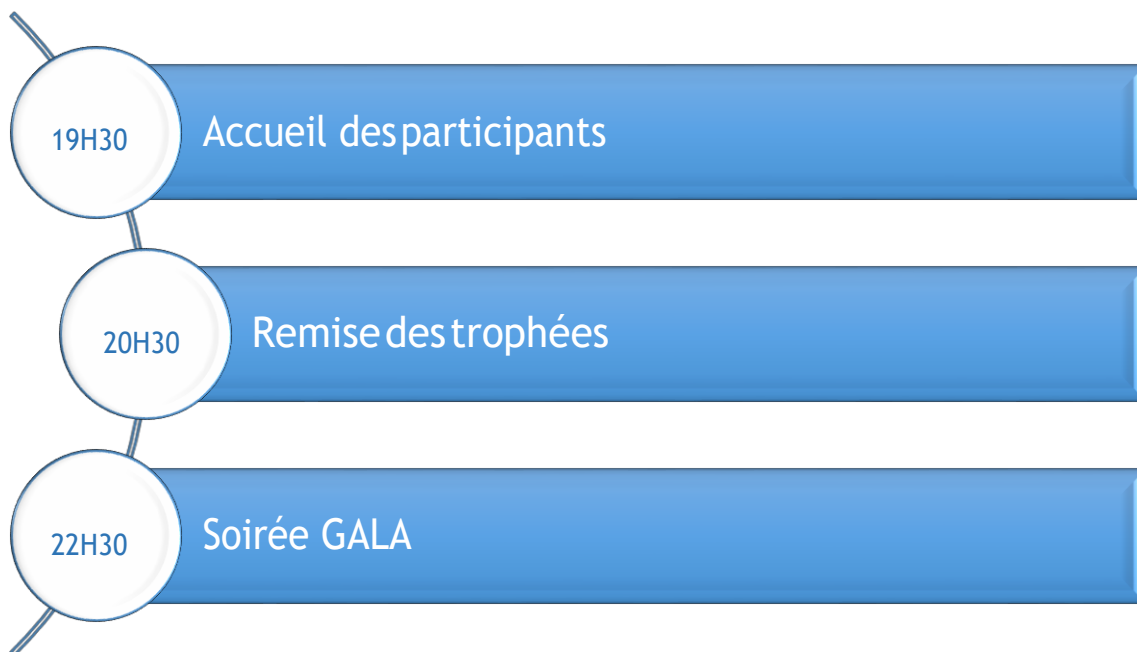 19H30
Accueil des participants
20H30
Remise des trophées
22H30
Soirée GALA